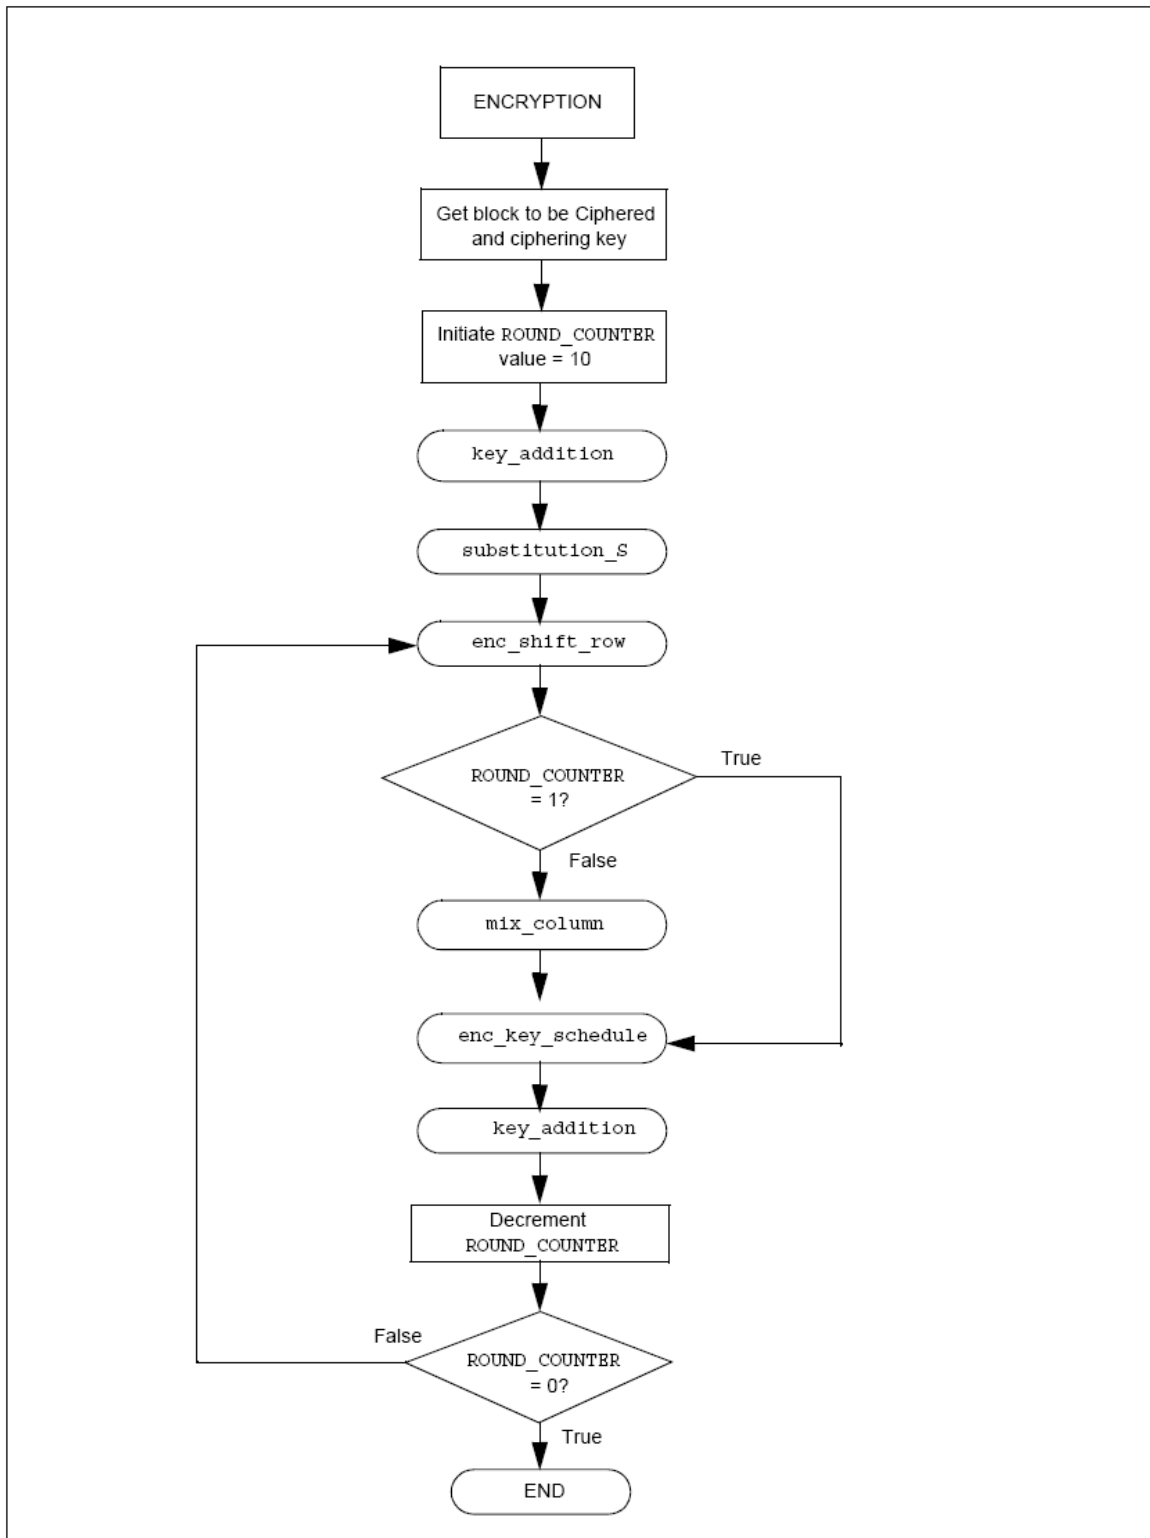 ENCRYPTION
Get block to be Ciphered
and ciphering key
Initiate ROUND_COUNTER
value = 10
key_addition
substitution_S
enc_shift_row
ROUND_COUNTER
= 1?
True
False
mix_column
enc_key_schedule
key_addition
Decrement
ROUND_COUNTER
False
ROUND_COUNTER
= 0?
True
END